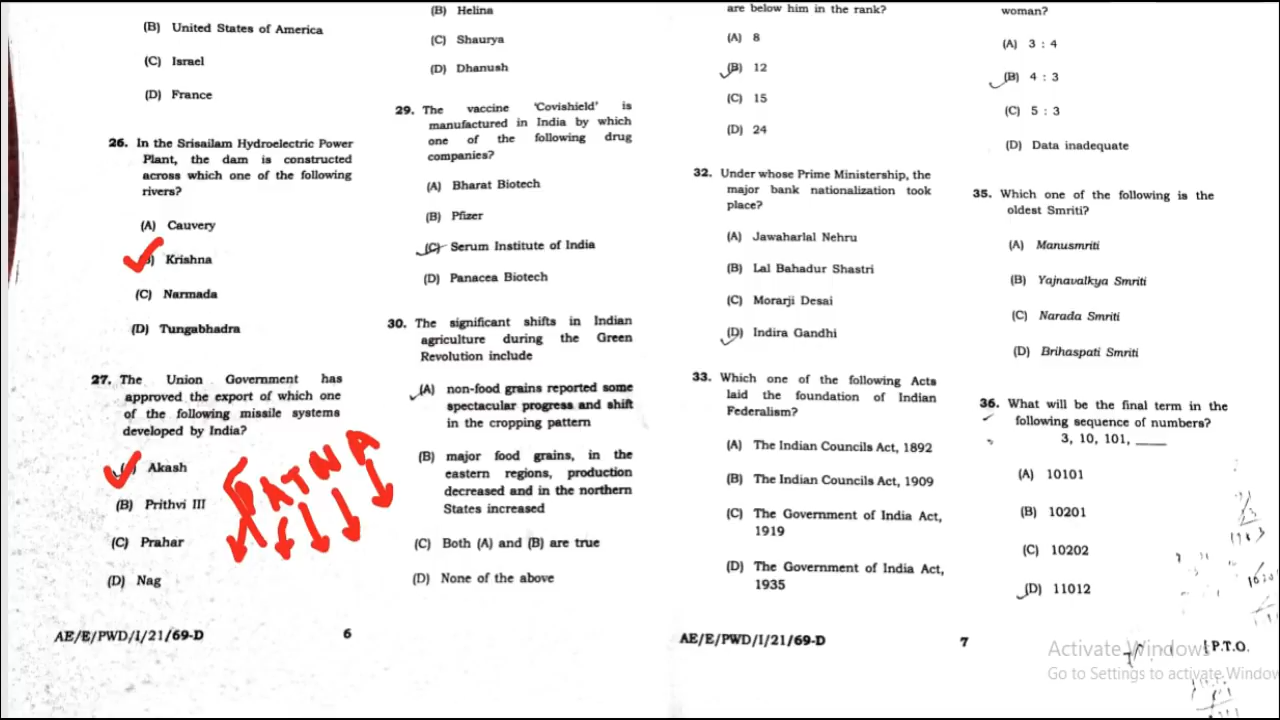 (B) United States of America
(C) Israel
(D) France
26. In the Srisailam Hydroelectric Power
Plant, the dam is constructed
across which one of the following
rivers?
(A) Cauvery
) Krishna
(C) Narmada
(D) Tungabhadra
27. The Union Government has
approved the export of which one
of the following missile systems
developed by India?
) Akash
(B) Prithvi III
(C) Prahar
(D) Nag
PATNA
AE/E/PWD/I/21/69-D
6
(B) Helina
(C) Shaurya
(D) Dhanush
29. The vaccine 'Covishield' is
manufactured in India by which
one of the following drug
companies?
(A) Bharat Biotech
(B) Pfizer
(C) Serum Institute of India
(D) Panacea Biotech
30. The significant shifts in Indian
agriculture during the Green
Revolution include
(A) non-food grains reported some
spectacular progress and shift
in the cropping pattern
(B) major food grains, in the
eastern regions, production
decreased and in the northern
States increased
(C) Both (A) and (B) are true
(D) None of the above
are below him in the rank?
(A) 8
(B) 12
(C) 15
(D) 24
32. Under whose Prime Ministership, the
major bank nationalization took
place?
(A) Jawaharlal Nehru
(B) Lal Bahadur Shastri
(C) Morarji Desai
(D) Indira Gandhi
33. Which one of the following Acts
laid the foundation of Indian
Federalism?
(A) The Indian Councils Act, 1892
(B) The Indian Councils Act, 1909
(C) The Government of India Act,
1919
(D) The Government of India Act,
1935
AE/E/PWD/I/21/69-D
7
woman?
(A) 3 : 4
(B) 4 : 3
(C) 5 : 3
(D) Data inadequate
35. Which one of the following is the
oldest Smriti?
(A) Manusmriti
(B) Yajnavalkya Smriti
(C) Narada Smriti
(D) Brihaspati Smriti
36. What will be the final term in the
following sequence of numbers?
3, 10, 101, ____
(A) 10101
(B) 10201
(C) 10202
(D) 11012
[ P.T.O.
Activate Windows
Go to Settings to activate Window